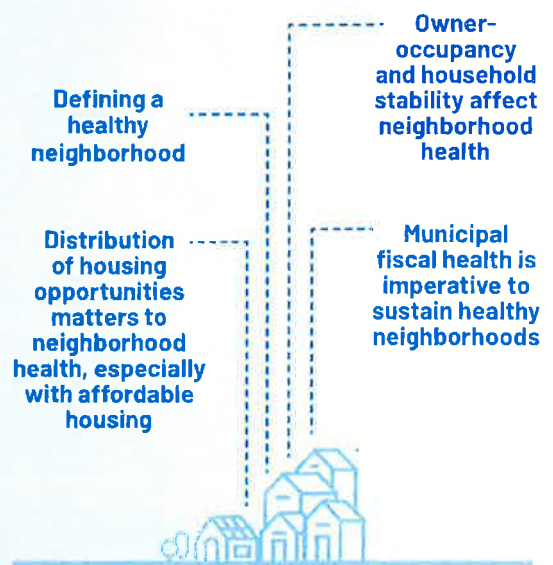 Defining a
healthy
neighborhood
Owner-
occupancy
and household
stability affect
neighborhood
health
Distribution
of housing
opportunities
matters to
neighborhood
health, especially
with affordable
housing
Municipal
fiscal health is
imperative to
sustain healthy
neighborhoods